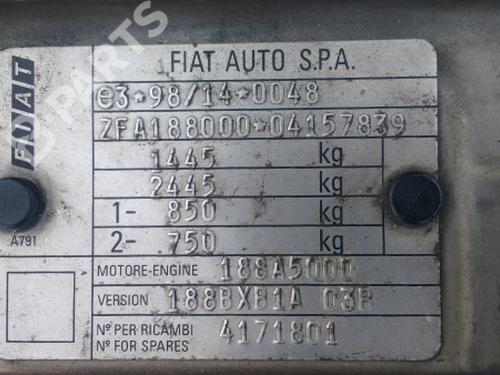 FIAT AUTO S.P.A.
FIAT
e3*98/14*0048
ZFA188000*04157839
1445 kg
2445 kg
1- 850 kg
2- 750 kg
A791
MOTORE-ENGINE 188A5000
VERSION 188BXB1A 03B
Nº PER RICAMBI
Nº FOR SPARES 4171801
B-PARTS